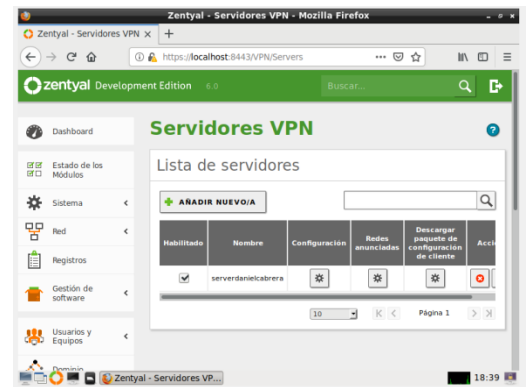 Zentyal - Servidores VPN - Mozilla Firefox
Zentyal - Servidores VPN
https://localhost:8443/VPN/Servers
zentyal Development Edition 6.0
Buscar...
Servidores VPN
Dashboard
Estado de los
Módulos
Sistema
Red
Registros
Gestión de
software
Usuarios y
Equipos
Dominio
Lista de servidores
AÑADIR NUEVO/A
Habilitado Nombre Configuración Redes anunciadas Descargar paquete de configuración de cliente Acci
serverdanielcabrera
10 Página 1
Zentyal - Servidores VP...
18:39